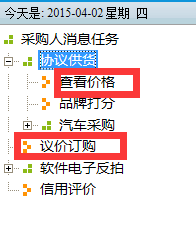 今天是: 2015-04-02 星期 四
采购人消息任务
协议供货
查看价格
品牌打分
汽车采购
议价订购
软件电子反拍
信用评价